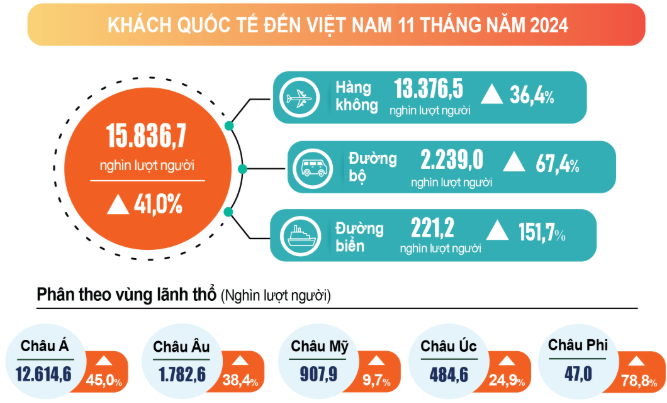 KHÁCH QUỐC TẾ ĐẾN VIỆT NAM 11 THÁNG NĂM 2024
15.836,7
nghìn lượt người
41,0%
Hàng không
13.376,5
nghìn lượt người
36,4%
Đường bộ
2.239,0
nghìn lượt người
67,4%
Đường biển
221,2
nghìn lượt người
151,7%
Phân theo vùng lãnh thổ (Nghìn lượt người)
Châu Á
12.614,6
45,0%
Châu Âu
1.782,6
38,4%
Châu Mỹ
907,9
9,7%
Châu Úc
484,6
24,9%
Châu Phi
47,0
78,8%